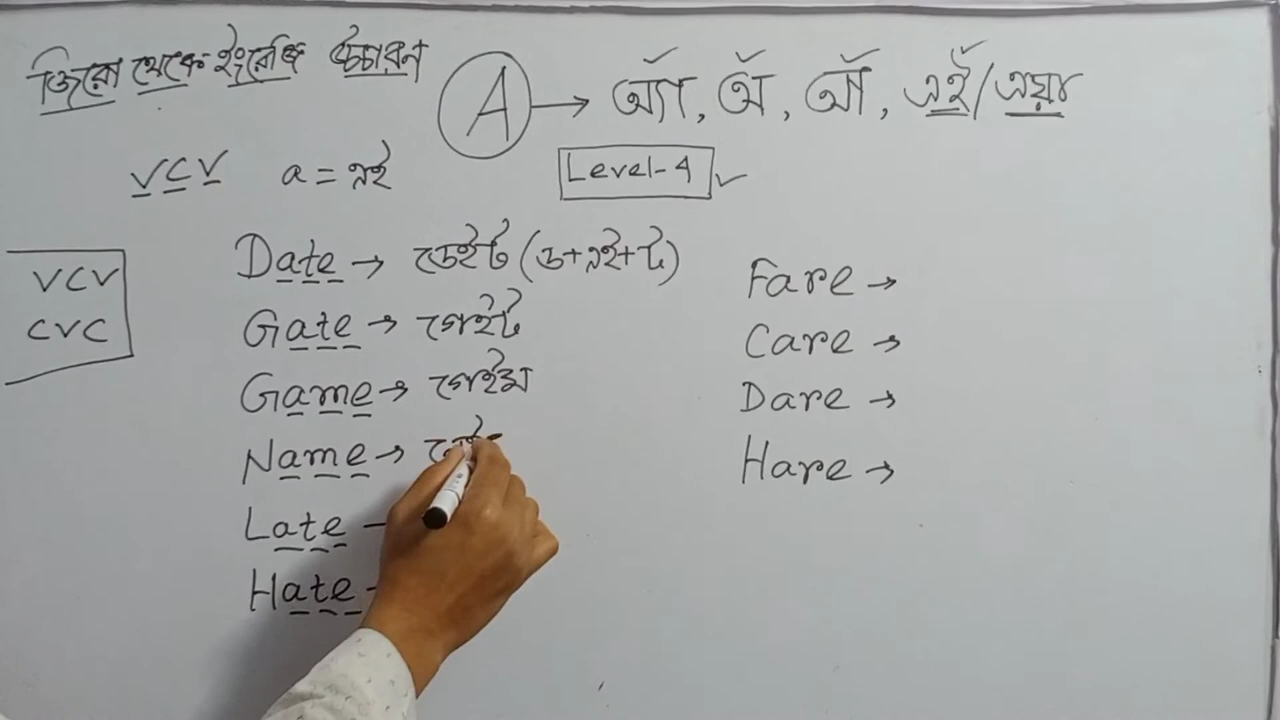 জিরো থেকে ইংরেজি উচ্চারন
A → অ্যা, অ, আ, এই/এয়া
Level-4
VCV a = এই
VCV
CVC
Date → ডেইট (ড+এই+ট)
Gate → গেইট
Game → গেইম
Name →
Late
Hate
Fare →
Care →
Dare →
Hare →